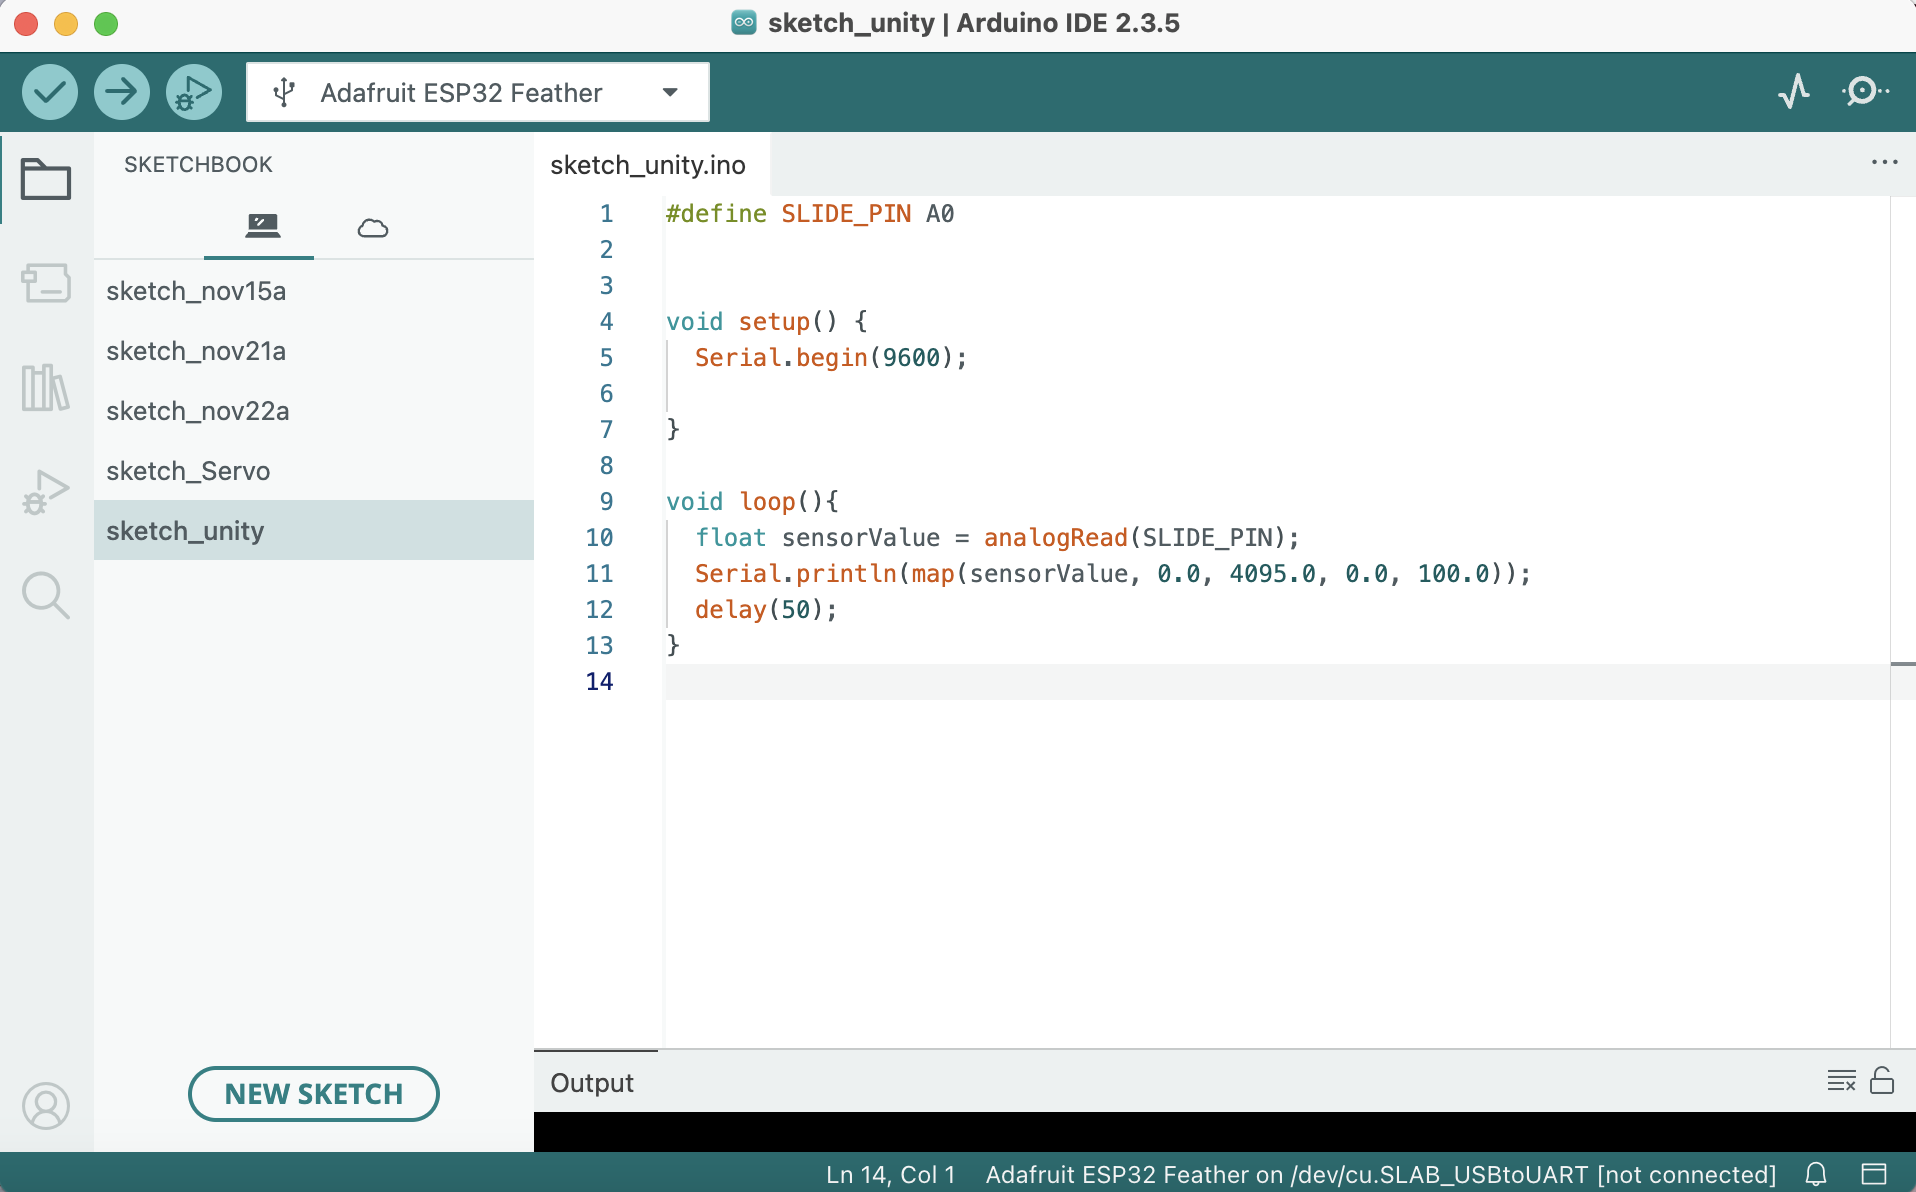 sketch_unity | Arduino IDE 2.3.5
Adafruit ESP32 Feather
SKETCHBOOK
sketch_nov15a
sketch_nov21a
sketch_nov22a
sketch_Servo
sketch_unity
NEW SKETCH
sketch_unity.ino
1 #define SLIDE_PIN A0
2
3
4 void setup() {
5 Serial.begin(9600);
6
7 }
8
9 void loop(){
10 float sensorValue = analogRead(SLIDE_PIN);
11 Serial.println(map(sensorValue, 0.0, 4095.0, 0.0, 100.0));
12 delay(50);
13 }
14
Output
Ln 14, Col 1 Adafruit ESP32 Feather on /dev/cu.SLAB_USBtoUART [not connected]